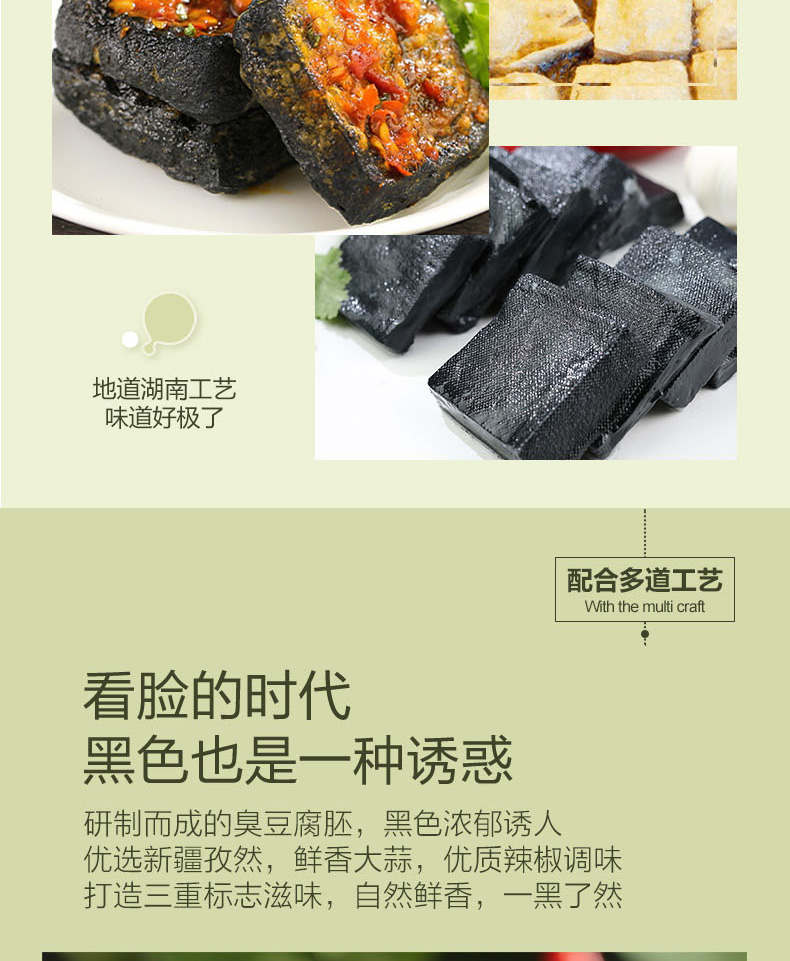 地道湖南工艺
味道好极了
配合多道工艺
With the multi craft
看脸的时代
黑色也是一种诱惑
研制而成的臭豆腐胚，黑色浓郁诱人
优选新疆孜然，鲜香大蒜，优质辣椒调味
打造三重标志滋味，自然鲜香，一黑了然